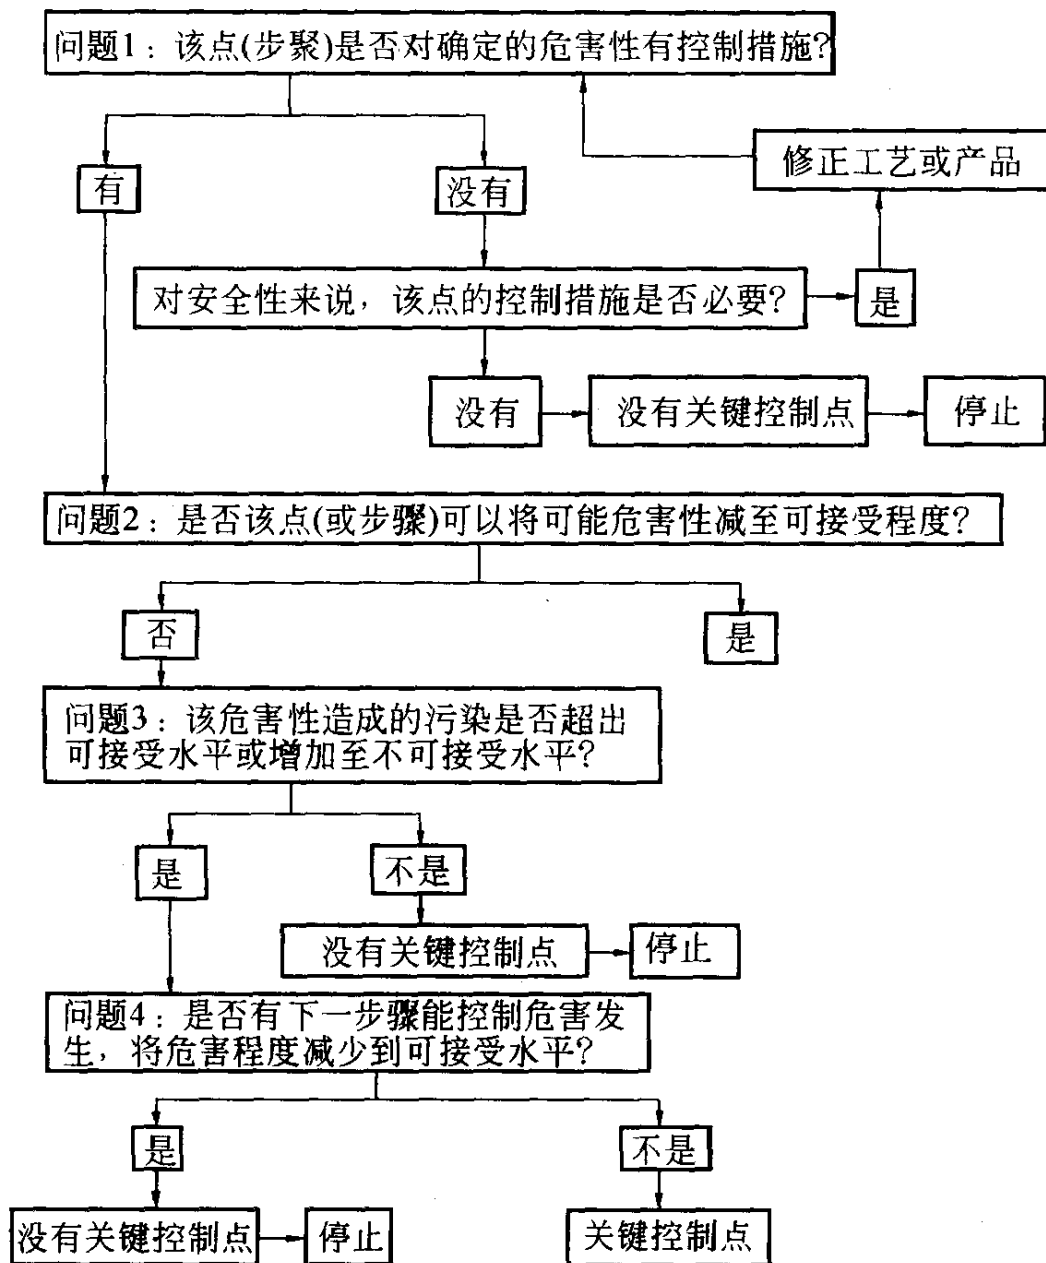 问题1：该点(步聚)是否对确定的危害性有控制措施?
有
没有
修正工艺或产品
对安全性来说，该点的控制措施是否必要?
是
没有
没有关键控制点
停止
问题2：是否该点(或步骤)可以将可能危害性减至可接受程度?
否
是
问题3：该危害性造成的污染是否超出
可接受水平或增加至不可接受水平?
是
不是
没有关键控制点
停止
问题4：是否有下一步骤能控制危害发
生，将危害程度减少到可接受水平?
是
不是
没有关键控制点
停止
关键控制点